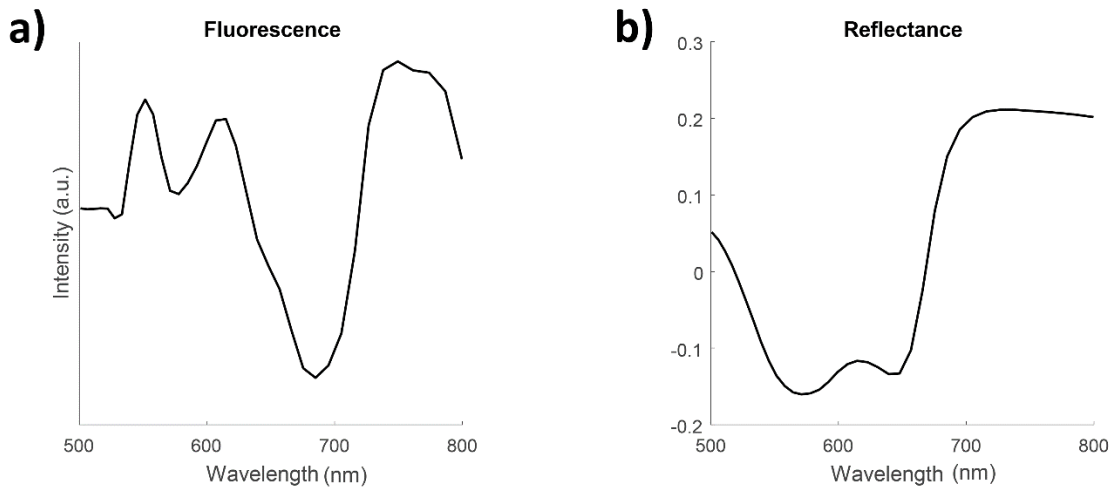 a)
Fluorescence
Intensity (a.u.)
500
600
700
800
Wavelength (nm)
b)
Reflectance
0.3
0.2
0.1
0
-0.1
-0.2
500
600
700
800
Wavelength (nm)